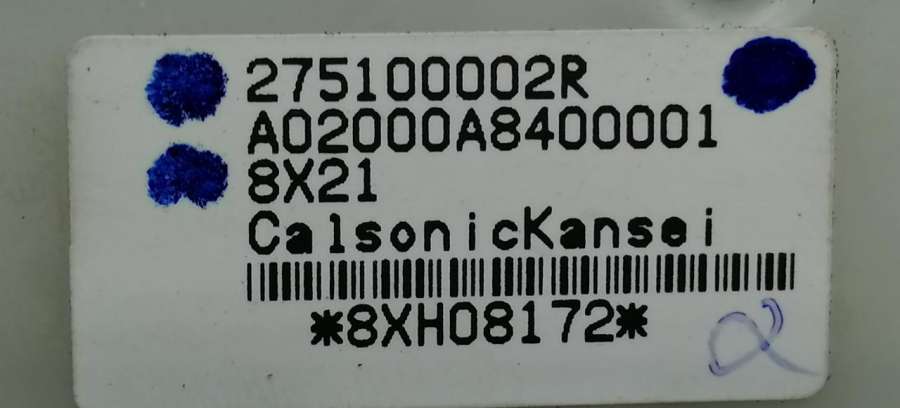 275100002R
A02000A8400001
8X21
CalsonicKansei
*8XH08172*